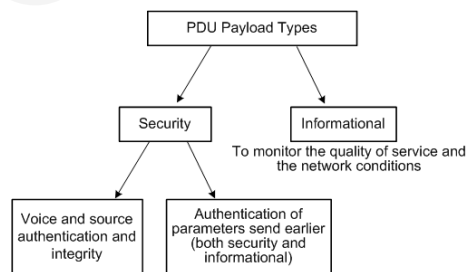 PDU Payload Types
Security
Informational
To monitor the quality of service and
the network conditions
Voice and source
authentication and
integrity
Authentication of
parameters send earlier
(both security and
informational)